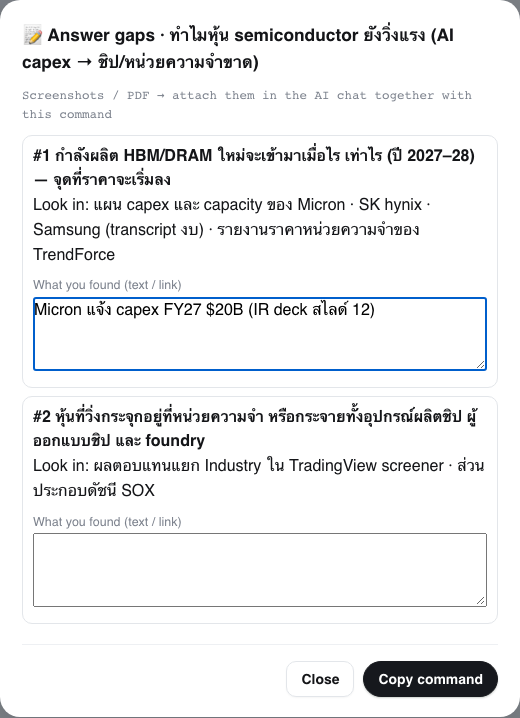 📝 Answer gaps · ทำไมหุ้น semiconductor ยังวิ่งแรง (AI
capex → ชิป/หน่วยความจำขาด)
Screenshots / PDF → attach them in the AI chat together with
this command
#1 กำลังผลิต HBM/DRAM ใหม่จะเข้ามาเมื่อไร เท่าไร (ปี 2027–28)
— จุดที่ราคาจะเริ่มลง
Look in: แผน capex และ capacity ของ Micron · SK hynix ·
Samsung (transcript งบ) · รายงานราคาหน่วยความจำของ
TrendForce
What you found (text / link)
Micron แจ้ง capex FY27 $20B (IR deck สไลด์ 12)
#2 หุ้นที่วิ่งกระจุกอยู่ที่หน่วยความจำ หรือกระจายทั้งอุปกรณ์ผลิตชิป ผู้
ออกแบบชิป และ foundry
Look in: ผลตอบแทนแยก Industry ใน TradingView screener · ส่วน
ประกอบดัชนี SOX
What you found (text / link)
Close
Copy command